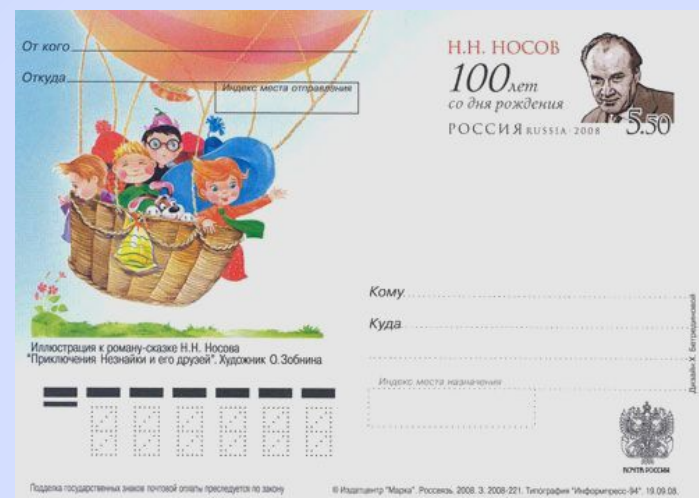 От кого
Откуда
Индекс места отправления
Н.Н. НОСОВ
100 лет
со дня рождения
РОССИЯ RUSSIA · 2008
5.50
Кому
Куда
Индекс места назначения
Иллюстрация к роману-сказке Н.Н. Носова
"Приключения Незнайки и его друзей". Художник О.Зобнина
Дизайн Х. Бетрединовой
ПОЧТА РОССИИ
Подделка государственных знаков почтовой оплаты преследуется по закону
© Издатцентр "Марка". Россвязь. 2008. З. 2008-221. Типография "Информпресс-94". 19.09.08.